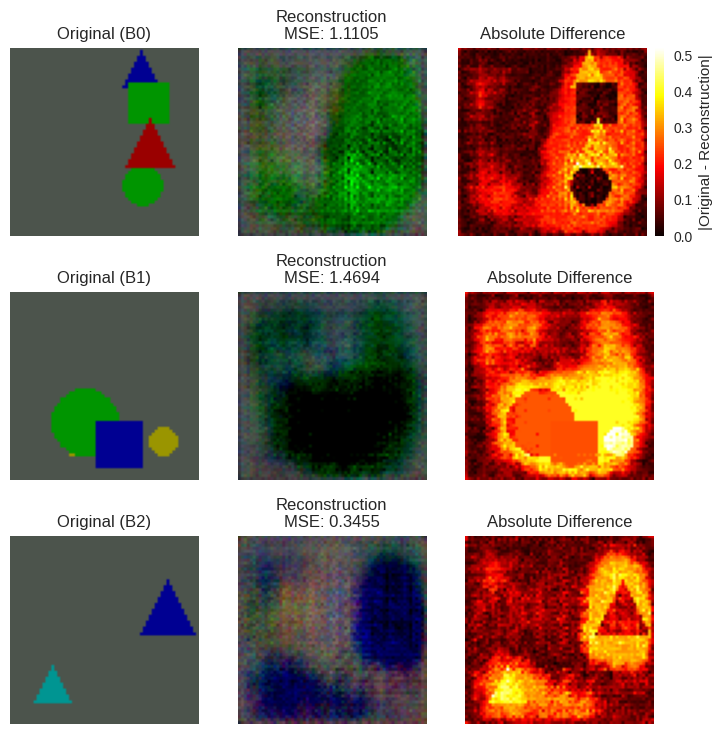 Original (B0)
Reconstruction
MSE: 1.1105
Absolute Difference
0.5
0.4
0.3
0.2
0.1
0.0
|Original - Reconstruction|
Original (B1)
Reconstruction
MSE: 1.4694
Absolute Difference
Original (B2)
Reconstruction
MSE: 0.3455
Absolute Difference